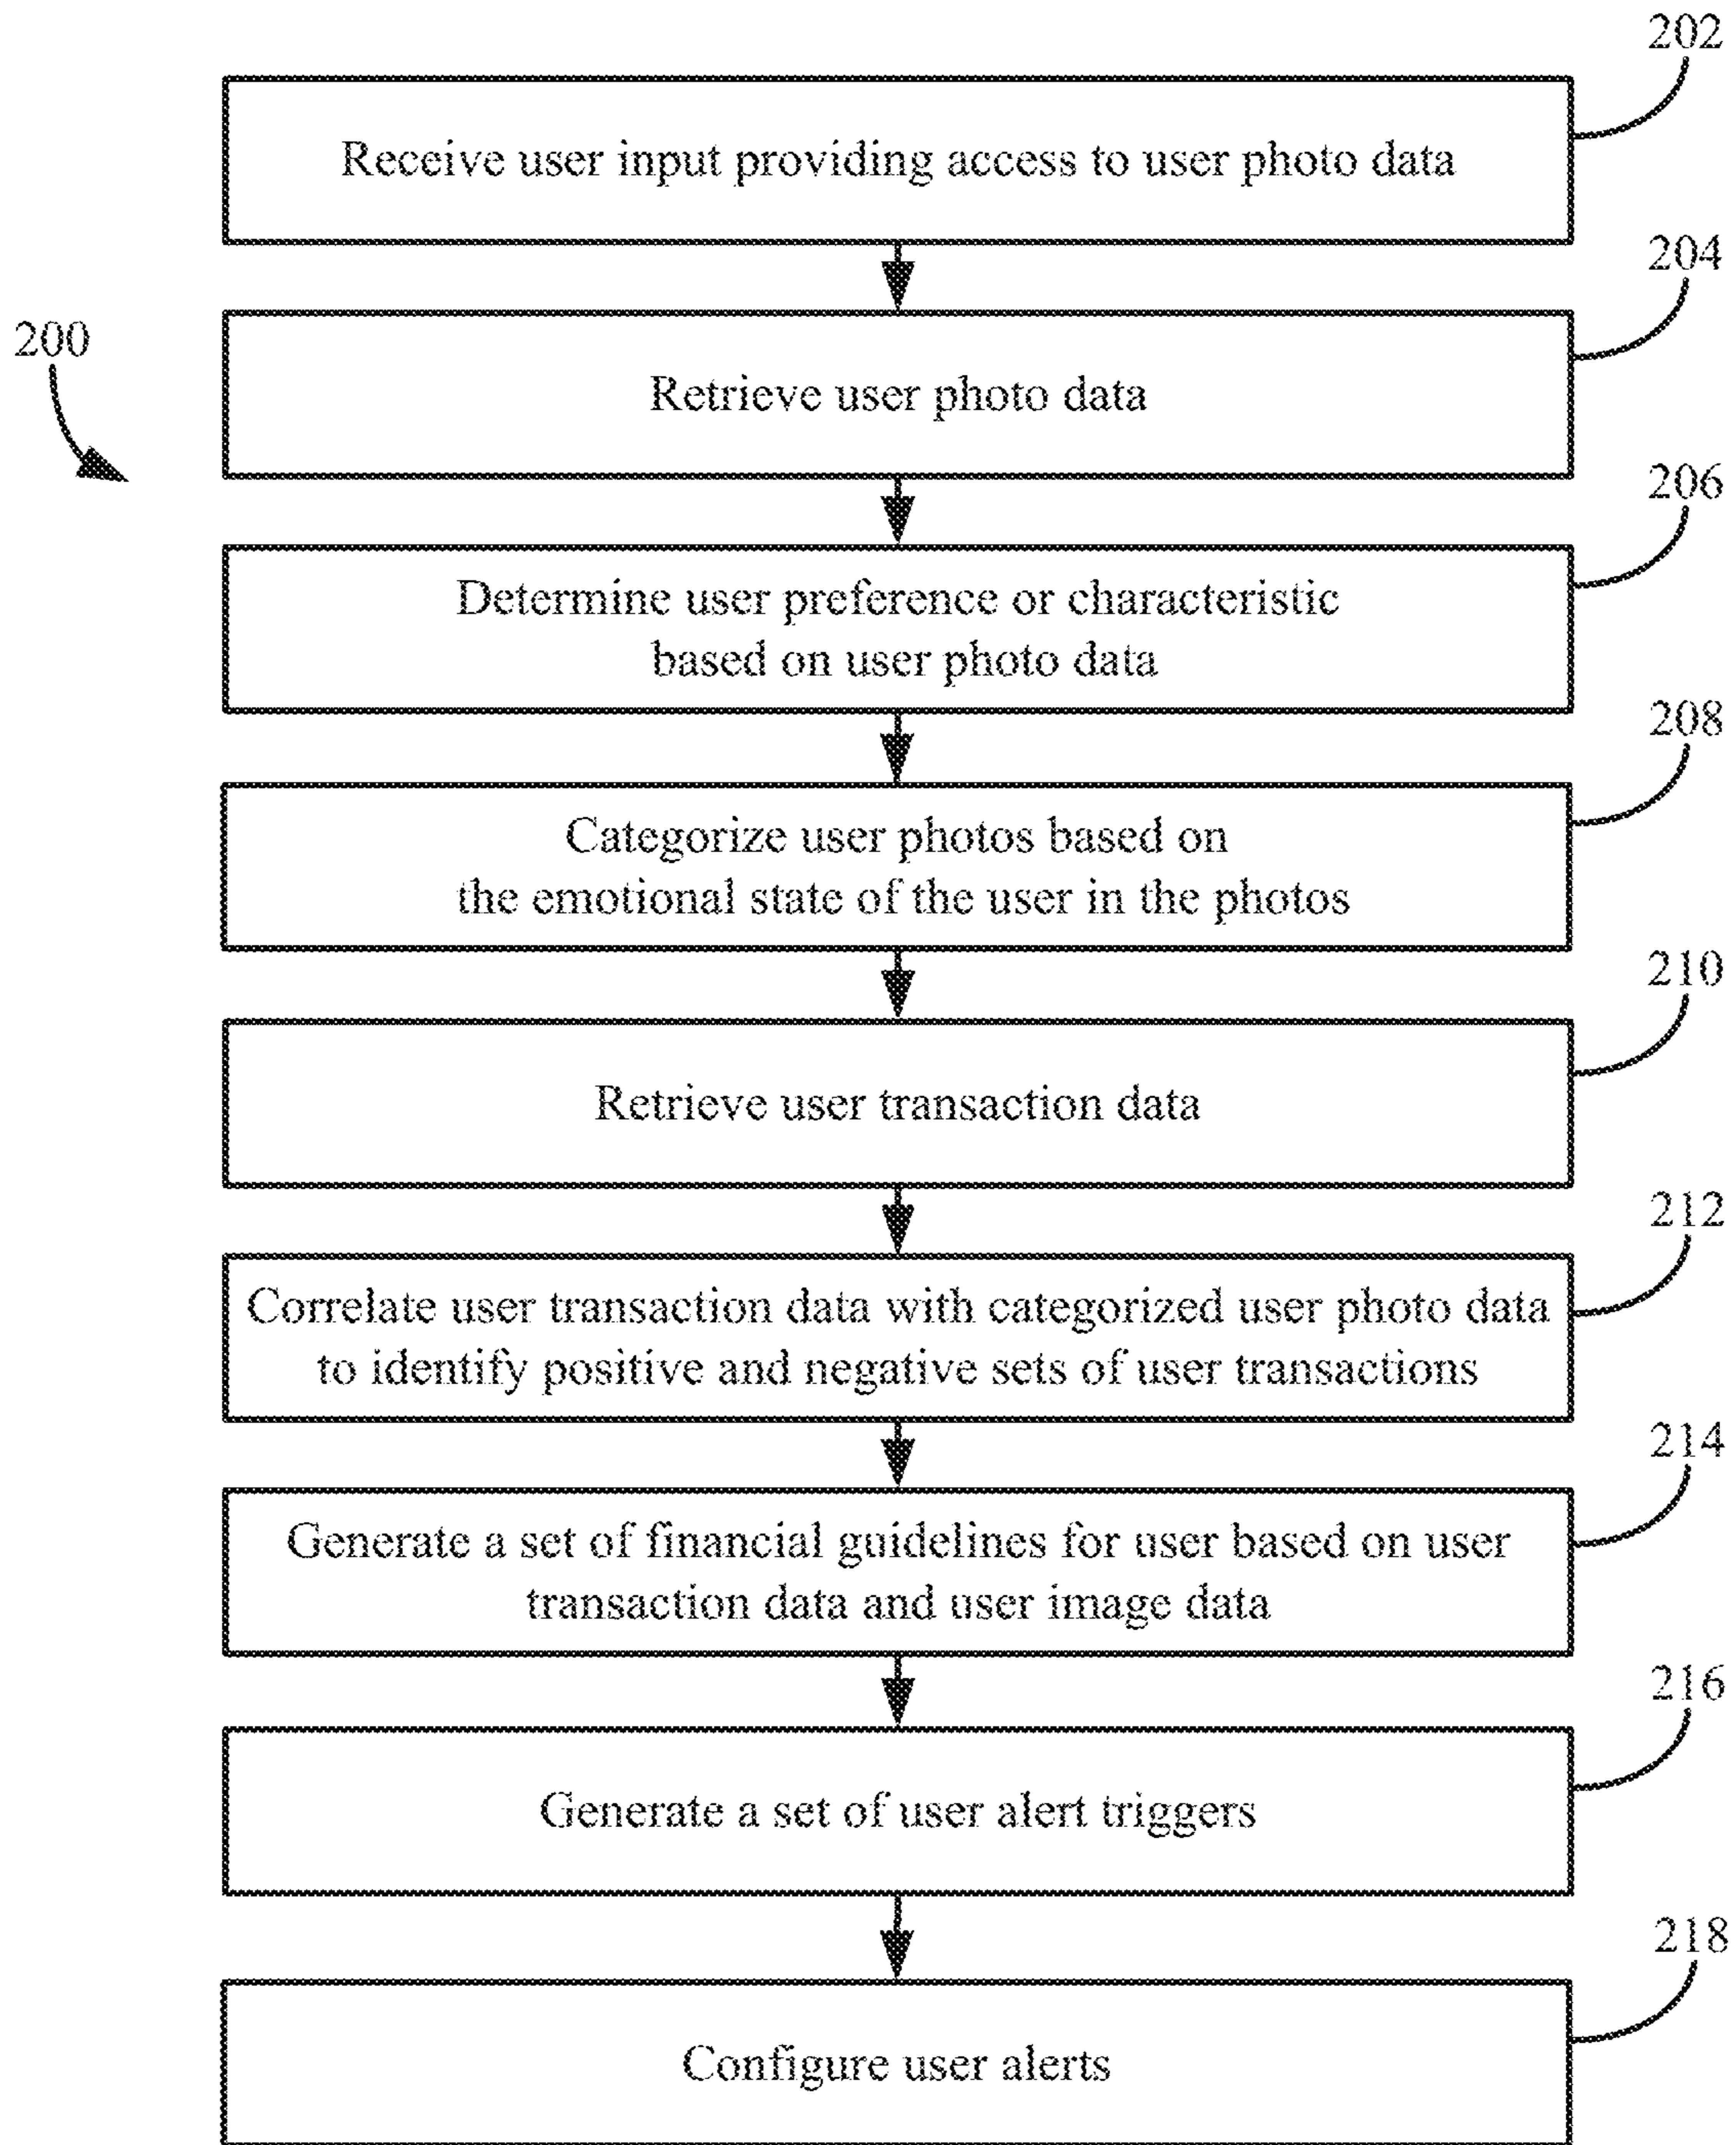 202
Receive user input providing access to user photo data
204
200
Retrieve user photo data
206
Determine user preference or characteristic
based on user photo data
208
Categorize user photos based on
the emotional state of the user in the photos
210
Retrieve user transaction data
212
Correlate user transaction data with categorized user photo data
to identify positive and negative sets of user transactions
214
Generate a set of financial guidelines for user based on user
transaction data and user image data
216
Generate a set of user alert triggers
218
Configure user alerts